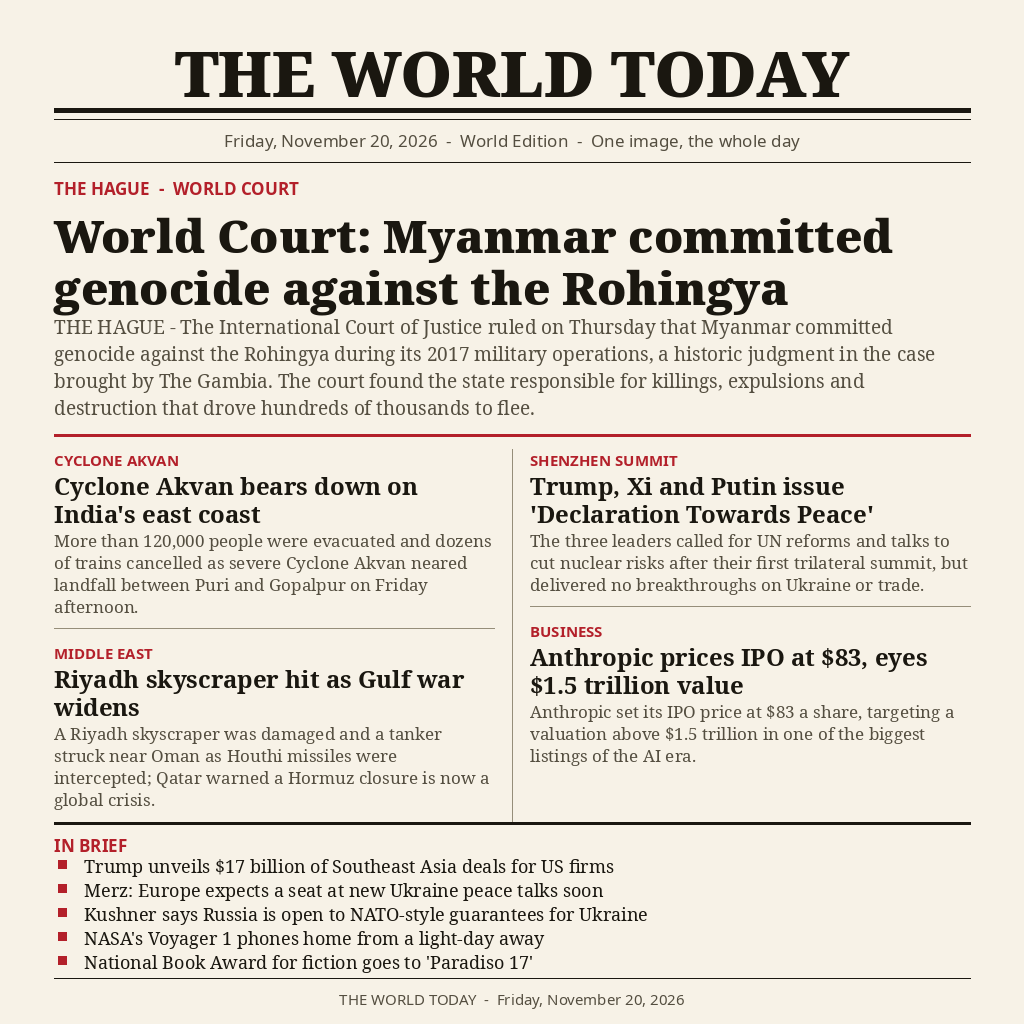 THE WORLD TODAY
Friday, November 20, 2026 - World Edition - One image, the whole day
THE HAGUE - WORLD COURT
World Court: Myanmar committed
genocide against the Rohingya
THE HAGUE - The International Court of Justice ruled on Thursday that Myanmar committed
genocide against the Rohingya during its 2017 military operations, a historic judgment in the case
brought by The Gambia. The court found the state responsible for killings, expulsions and
destruction that drove hundreds of thousands to flee.
CYCLONE AKVAN
Cyclone Akvan bears down on
India's east coast
More than 120,000 people were evacuated and dozens
of trains cancelled as severe Cyclone Akvan neared
landfall between Puri and Gopalpur on Friday
afternoon.
MIDDLE EAST
Riyadh skyscraper hit as Gulf war
widens
A Riyadh skyscraper was damaged and a tanker
struck near Oman as Houthi missiles were
intercepted; Qatar warned a Hormuz closure is now a
global crisis.
SHENZHEN SUMMIT
Trump, Xi and Putin issue
'Declaration Towards Peace'
The three leaders called for UN reforms and talks to
cut nuclear risks after their first trilateral summit, but
delivered no breakthroughs on Ukraine or trade.
BUSINESS
Anthropic prices IPO at $83, eyes
$1.5 trillion value
Anthropic set its IPO price at $83 a share, targeting a
valuation above $1.5 trillion in one of the biggest
listings of the AI era.
IN BRIEF
Trump unveils $17 billion of Southeast Asia deals for US firms
Merz: Europe expects a seat at new Ukraine peace talks soon
Kushner says Russia is open to NATO-style guarantees for Ukraine
NASA's Voyager 1 phones home from a light-day away
National Book Award for fiction goes to 'Paradiso 17'
THE WORLD TODAY - Friday, November 20, 2026